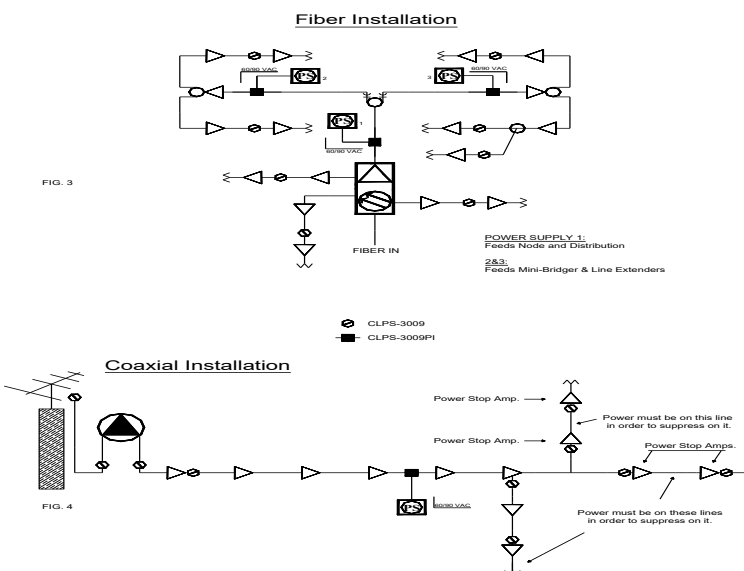 Fiber Installation
60/90 VAC
PS
2
3
PS
60/90 VAC
PS
1
60/90 VAC
FIG. 3
FIBER IN
POWER SUPPLY 1:
Feeds Node and Distribution
2&3:
Feeds Mini-Bridger & Line Extenders
CLPS-3009
CLPS-3009PI
Coaxial Installation
Power Stop Amp.
Power must be on this line
in order to suppress on it.
Power Stop Amp.
Power Stop Amps.
PS
60/90 VAC
FIG. 4
Power must be on these lines
in order to suppress on it.